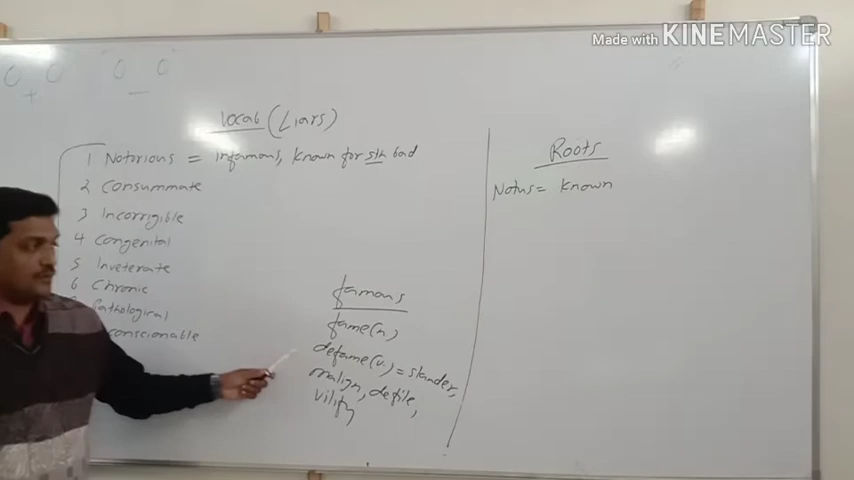 Made with KINEMASTER
Vocab (Liars)
1 Notorious = infamous, known for sth bad
2 Consummate
3 Incorrigible
4 Congenital
5 Inveterate
6 Chronic
Pathological
conscionable
famous
fame(n.)
defame(v.) = slander,
malign, defile,
vilify
Roots
Notus = known